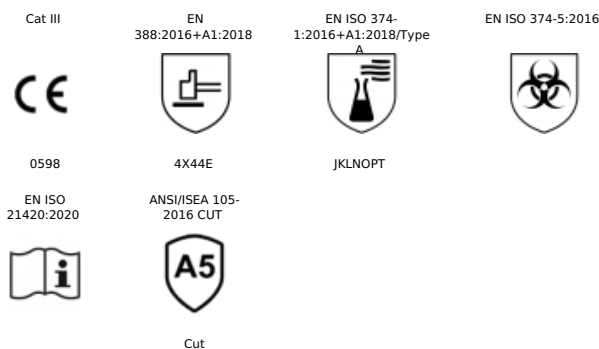 Cat III
EN
388:2016+A1:2018
EN ISO 374-
1:2016+A1:2018/Type
A
EN ISO 374-5:2016
CE
0598
4X44E
JKLNOPT
EN ISO
21420:2020
ANSI/ISEA 105-
2016 CUT
i
A5
Cut